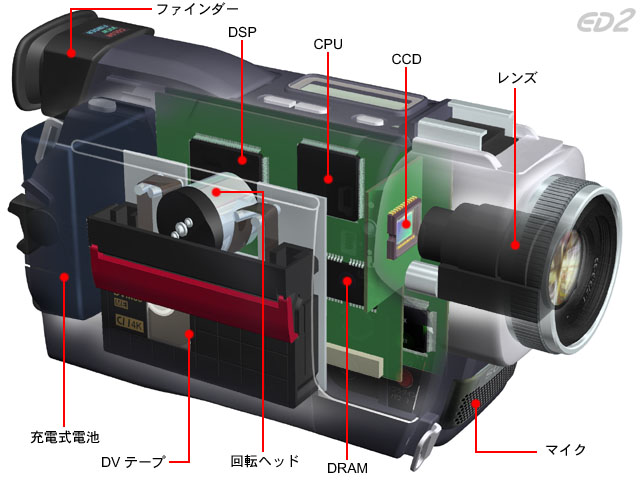 ファインダー
ED2
DSP
CPU
CCD
レンズ
充電式電池
DVテープ
回転ヘッド
DRAM
マイク